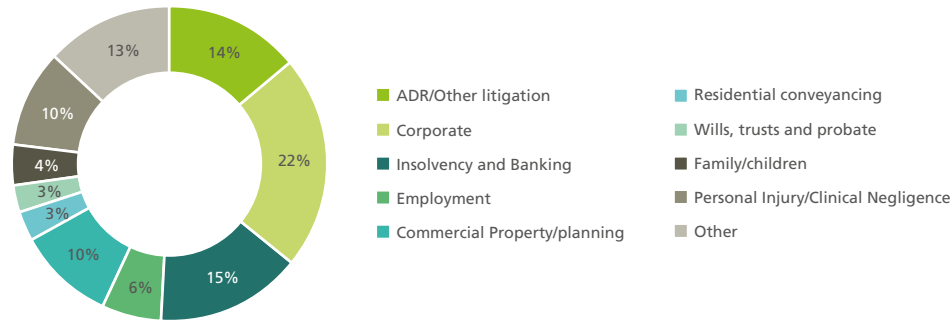 14%
22%
15%
6%
10%
3%
3%
4%
10%
13%
ADR/Other litigation
Corporate
Insolvency and Banking
Employment
Commercial Property/planning
Residential conveyancing
Wills, trusts and probate
Family/children
Personal Injury/Clinical Negligence
Other